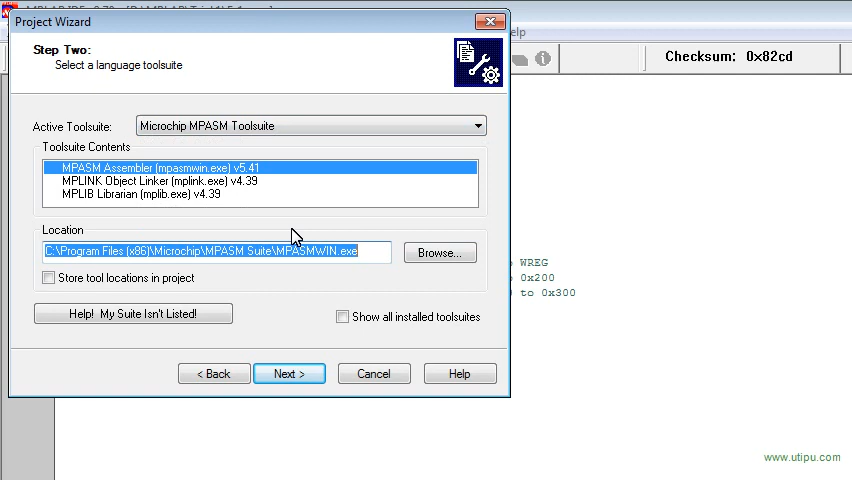 Project Wizard
Step Two:
Select a language toolsuite
Checksum: 0x82cd
Active Toolsuite:
Microchip MPASM Toolsuite
Toolsuite Contents
MPASM Assembler (mpasmwin.exe) v5.41
MPLINK Object Linker (mplink.exe) v4.39
MPLIB Librarian (mplib.exe) v4.39
Location
C:\Program Files (x86)\Microchip\MPASM Suite\MPASMWIN.exe
Browse...
Store tool locations in project
Help! My Suite Isn't Listed!
Show all installed toolsuites
< Back
Next >
Cancel
Help
WREG
0x200
to 0x300
www.utipu.com